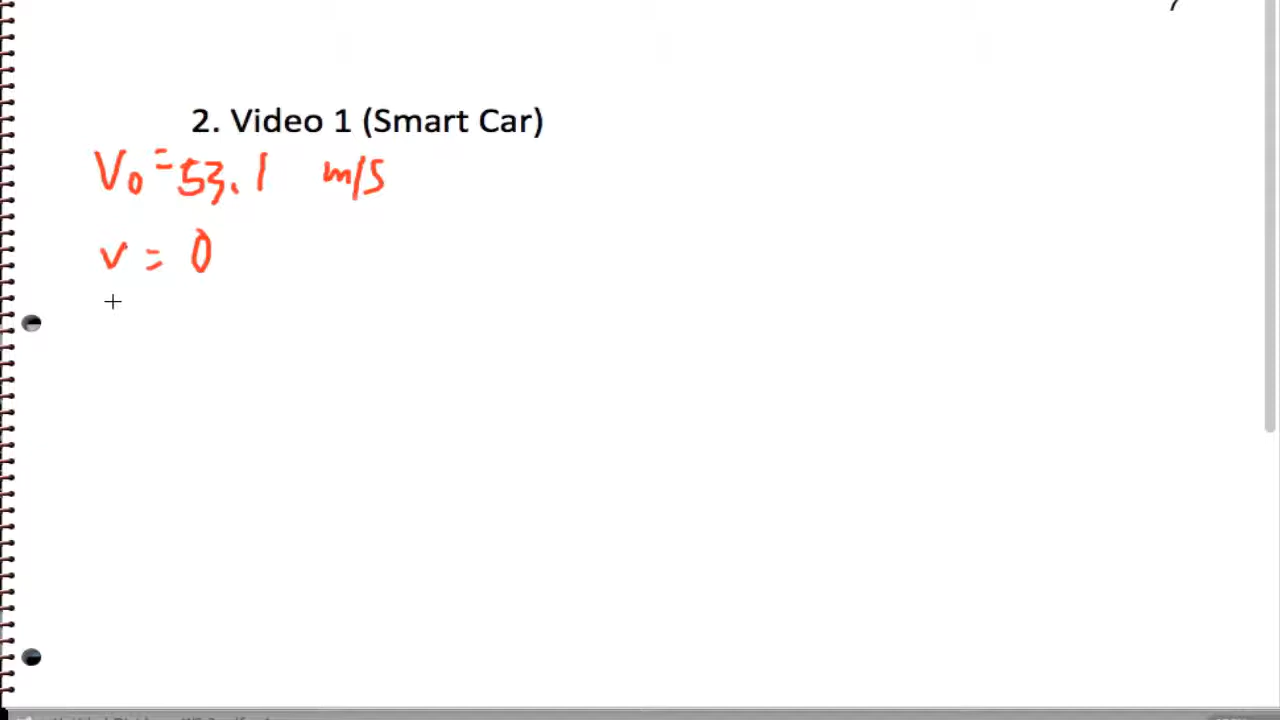 2. Video 1 (Smart Car)
V₀ = 53.1 m/s
v = 0